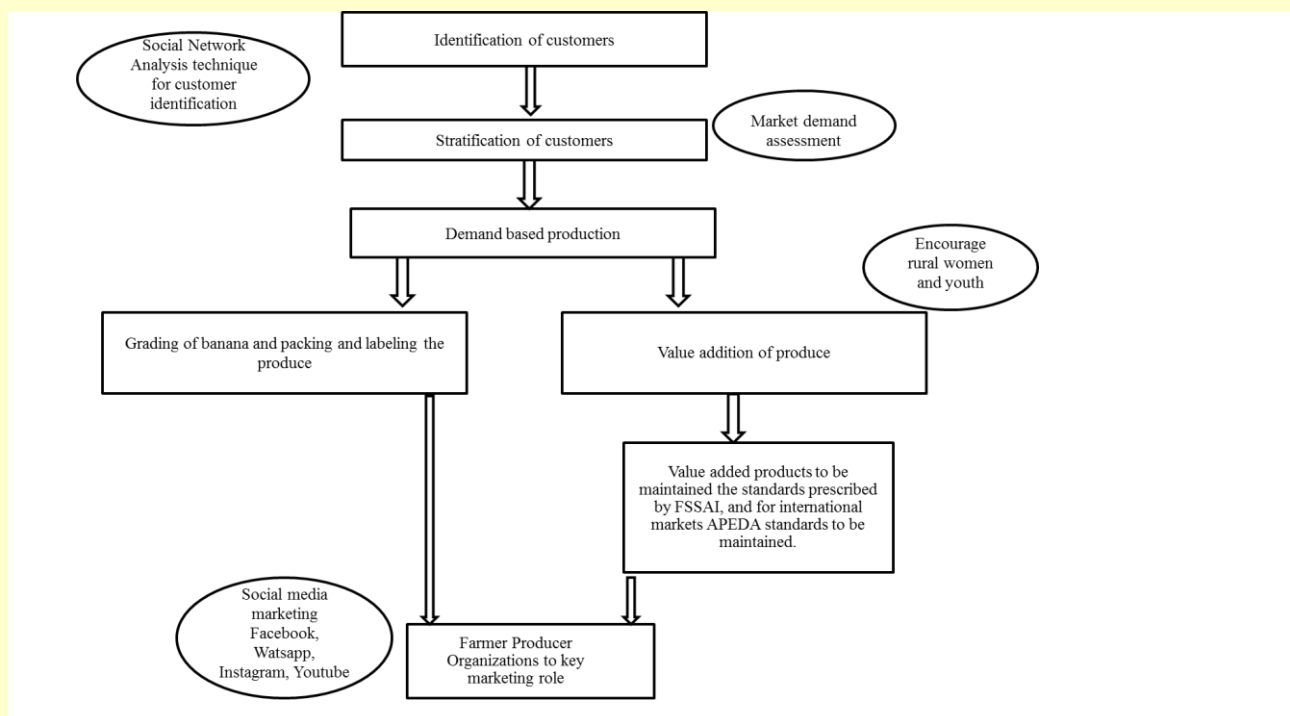 Identification of customers
Social Network
Analysis technique
for customer
identification
Stratification of customers
Market demand
assessment
Demand based production
Encourage
rural women
and youth
Grading of banana and packing and labeling the
produce
Value addition of produce
Value added products to be
maintained the standards prescribed
by FSSAI, and for international
markets APEDA standards to be
maintained.
Social media
marketing
Facebook,
Watsapp,
Instagram, Youtube
Farmer Producer
Organizations to key
marketing role